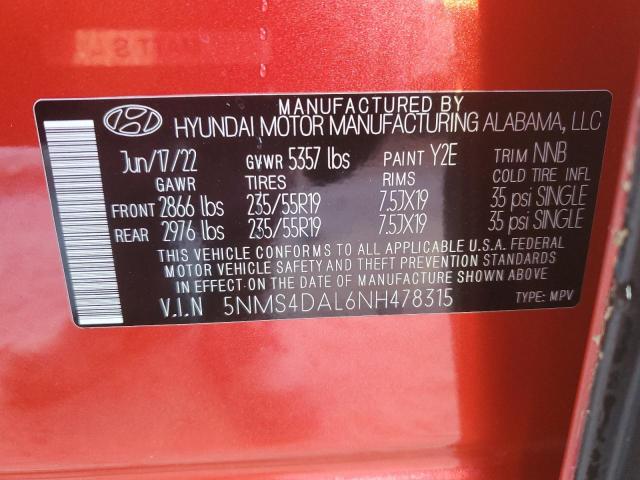 MANUFACTURED BY
HYUNDAI MOTOR MANUFACTURING ALABAMA, LLC
Jun/17/22 GVWR 5357 lbs PAINT Y2E TRIM NNB
GAWR TIRES RIMS COLD TIRE INFL
FRONT 2866 lbs 235/55R19 7.5JX19 35 psi SINGLE
REAR 2976 lbs 235/55R19 7.5JX19 35 psi SINGLE
THIS VEHICLE CONFORMS TO ALL APPLICABLE U.S.A. FEDERAL
MOTOR VEHICLE SAFETY AND THEFT PREVENTION STANDARDS
IN EFFECT ON THE DATE OF MANUFACTURE SHOWN ABOVE.
V.I.N 5NMS4DAL6NH478315 TYPE: MPV